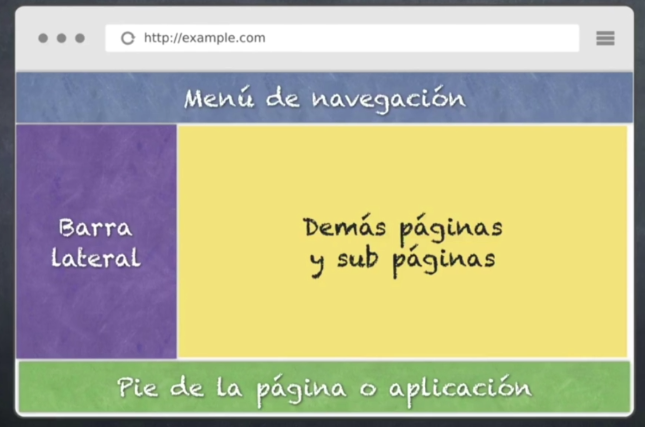 http://example.com
Menú de navegación
Barra
lateral
Demás páginas
y sub páginas
Pie de la página o aplicación